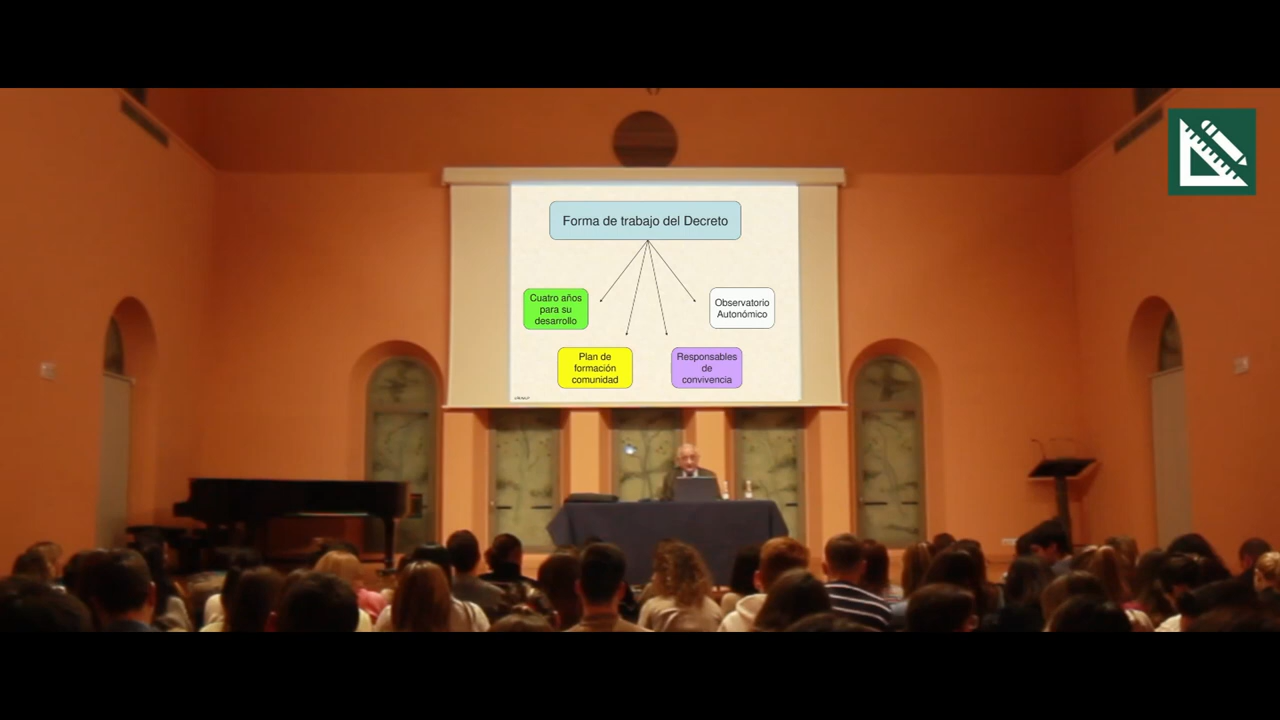 Forma de trabajo del Decreto
Cuatro años
para su
desarrollo
Observatorio
Autonómico
Plan de
formación
comunidad
Responsables
de
convivencia